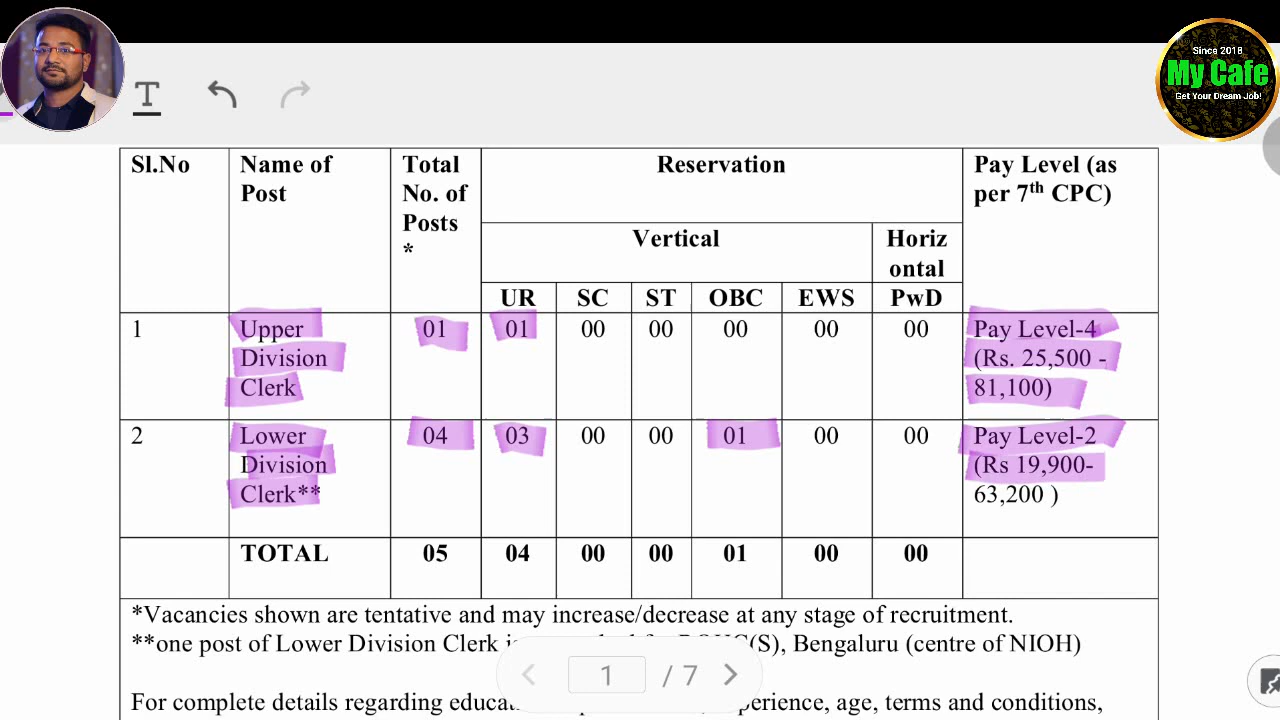 Since 2018
My Cafe
Get Your Dream Job!
T
Sl.No Name of Post Total No. of Posts * Reservation Pay Level (as per 7th CPC)
Vertical Horiz ontal
UR SC ST OBC EWS PwD
1 Upper Division Clerk 01 01 00 00 00 00 00 Pay Level-4 (Rs. 25,500 - 81,100)
2 Lower Division Clerk** 04 03 00 00 01 00 00 Pay Level-2 (Rs 19,900- 63,200 )
TOTAL 05 04 00 00 01 00 00
*Vacancies shown are tentative and may increase/decrease at any stage of recruitment.
**one post of Lower Division Clerk (S), Bengaluru (centre of NIOH)
1 / 7
For complete details regarding age, terms and conditions,